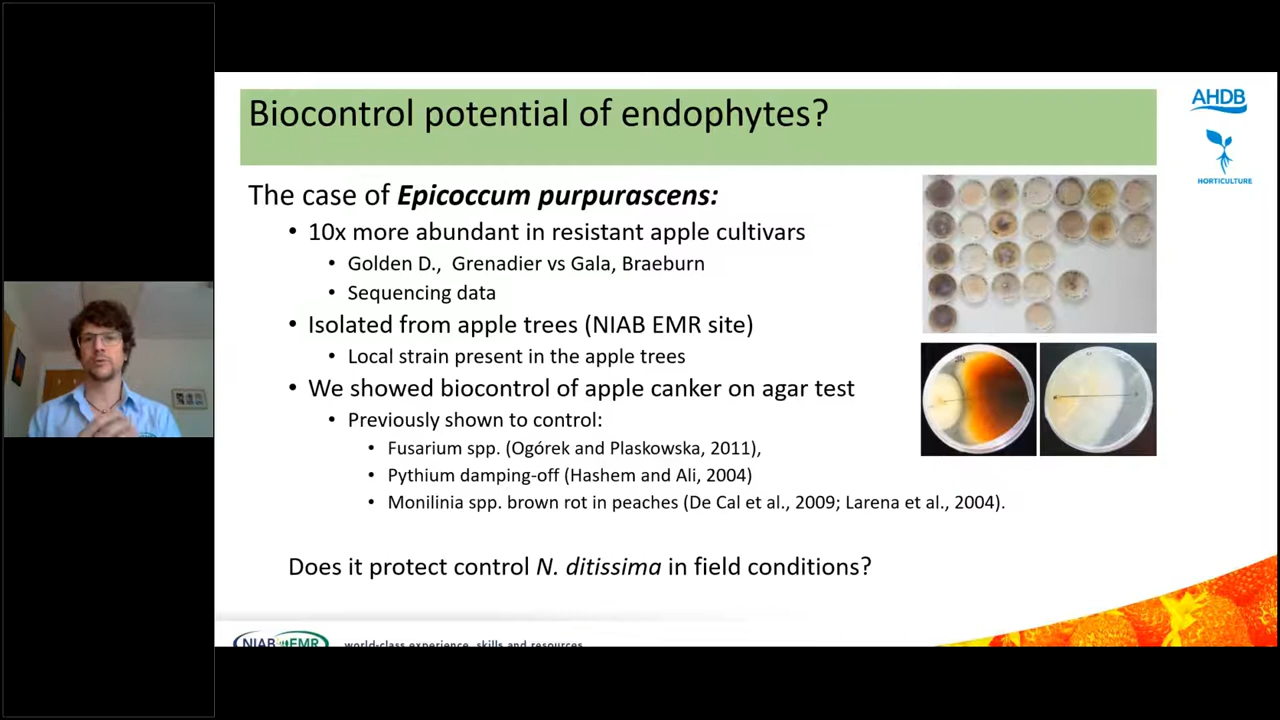 Biocontrol potential of endophytes?
AHDB
HORTICULTURE
The case of Epicoccum purpurascens:
• 10x more abundant in resistant apple cultivars
• Golden D., Grenadier vs Gala, Braeburn
• Sequencing data
• Isolated from apple trees (NIAB EMR site)
• Local strain present in the apple trees
• We showed biocontrol of apple canker on agar test
• Previously shown to control:
• Fusarium spp. (Ogórek and Plaskowska, 2011),
• Pythium damping-off (Hashem and Ali, 2004)
• Monilinia spp. brown rot in peaches (De Cal et al., 2009; Larena et al., 2004).
Does it protect control N. ditissima in field conditions?
NIAB EMR
world-class experience, skills and resources